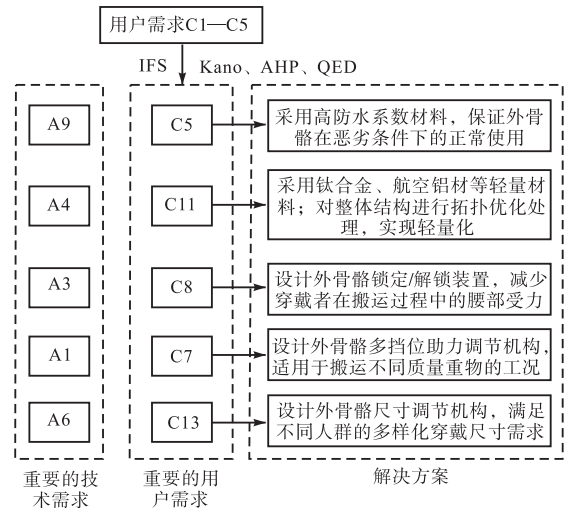 用户需求C1—C5
IFS
Kano、AHP、QED
A9
C5
采用高防水系数材料，保证外骨
骼在恶劣条件下的正常使用
A4
C11
采用钛合金、航空铝材等轻量材
料；对整体结构进行拓扑优化处
理，实现轻量化
A3
C8
设计外骨骼锁定/解锁装置，减少
穿戴者在搬运过程中的腰部受力
A1
C7
设计外骨骼多挡位助力调节机构，
适用于搬运不同质量重物的工况
A6
C13
设计外骨骼尺寸调节机构，满足
不同人群的多样化穿戴尺寸需求
重要的技
术需求
重要的用
户需求
解决方案